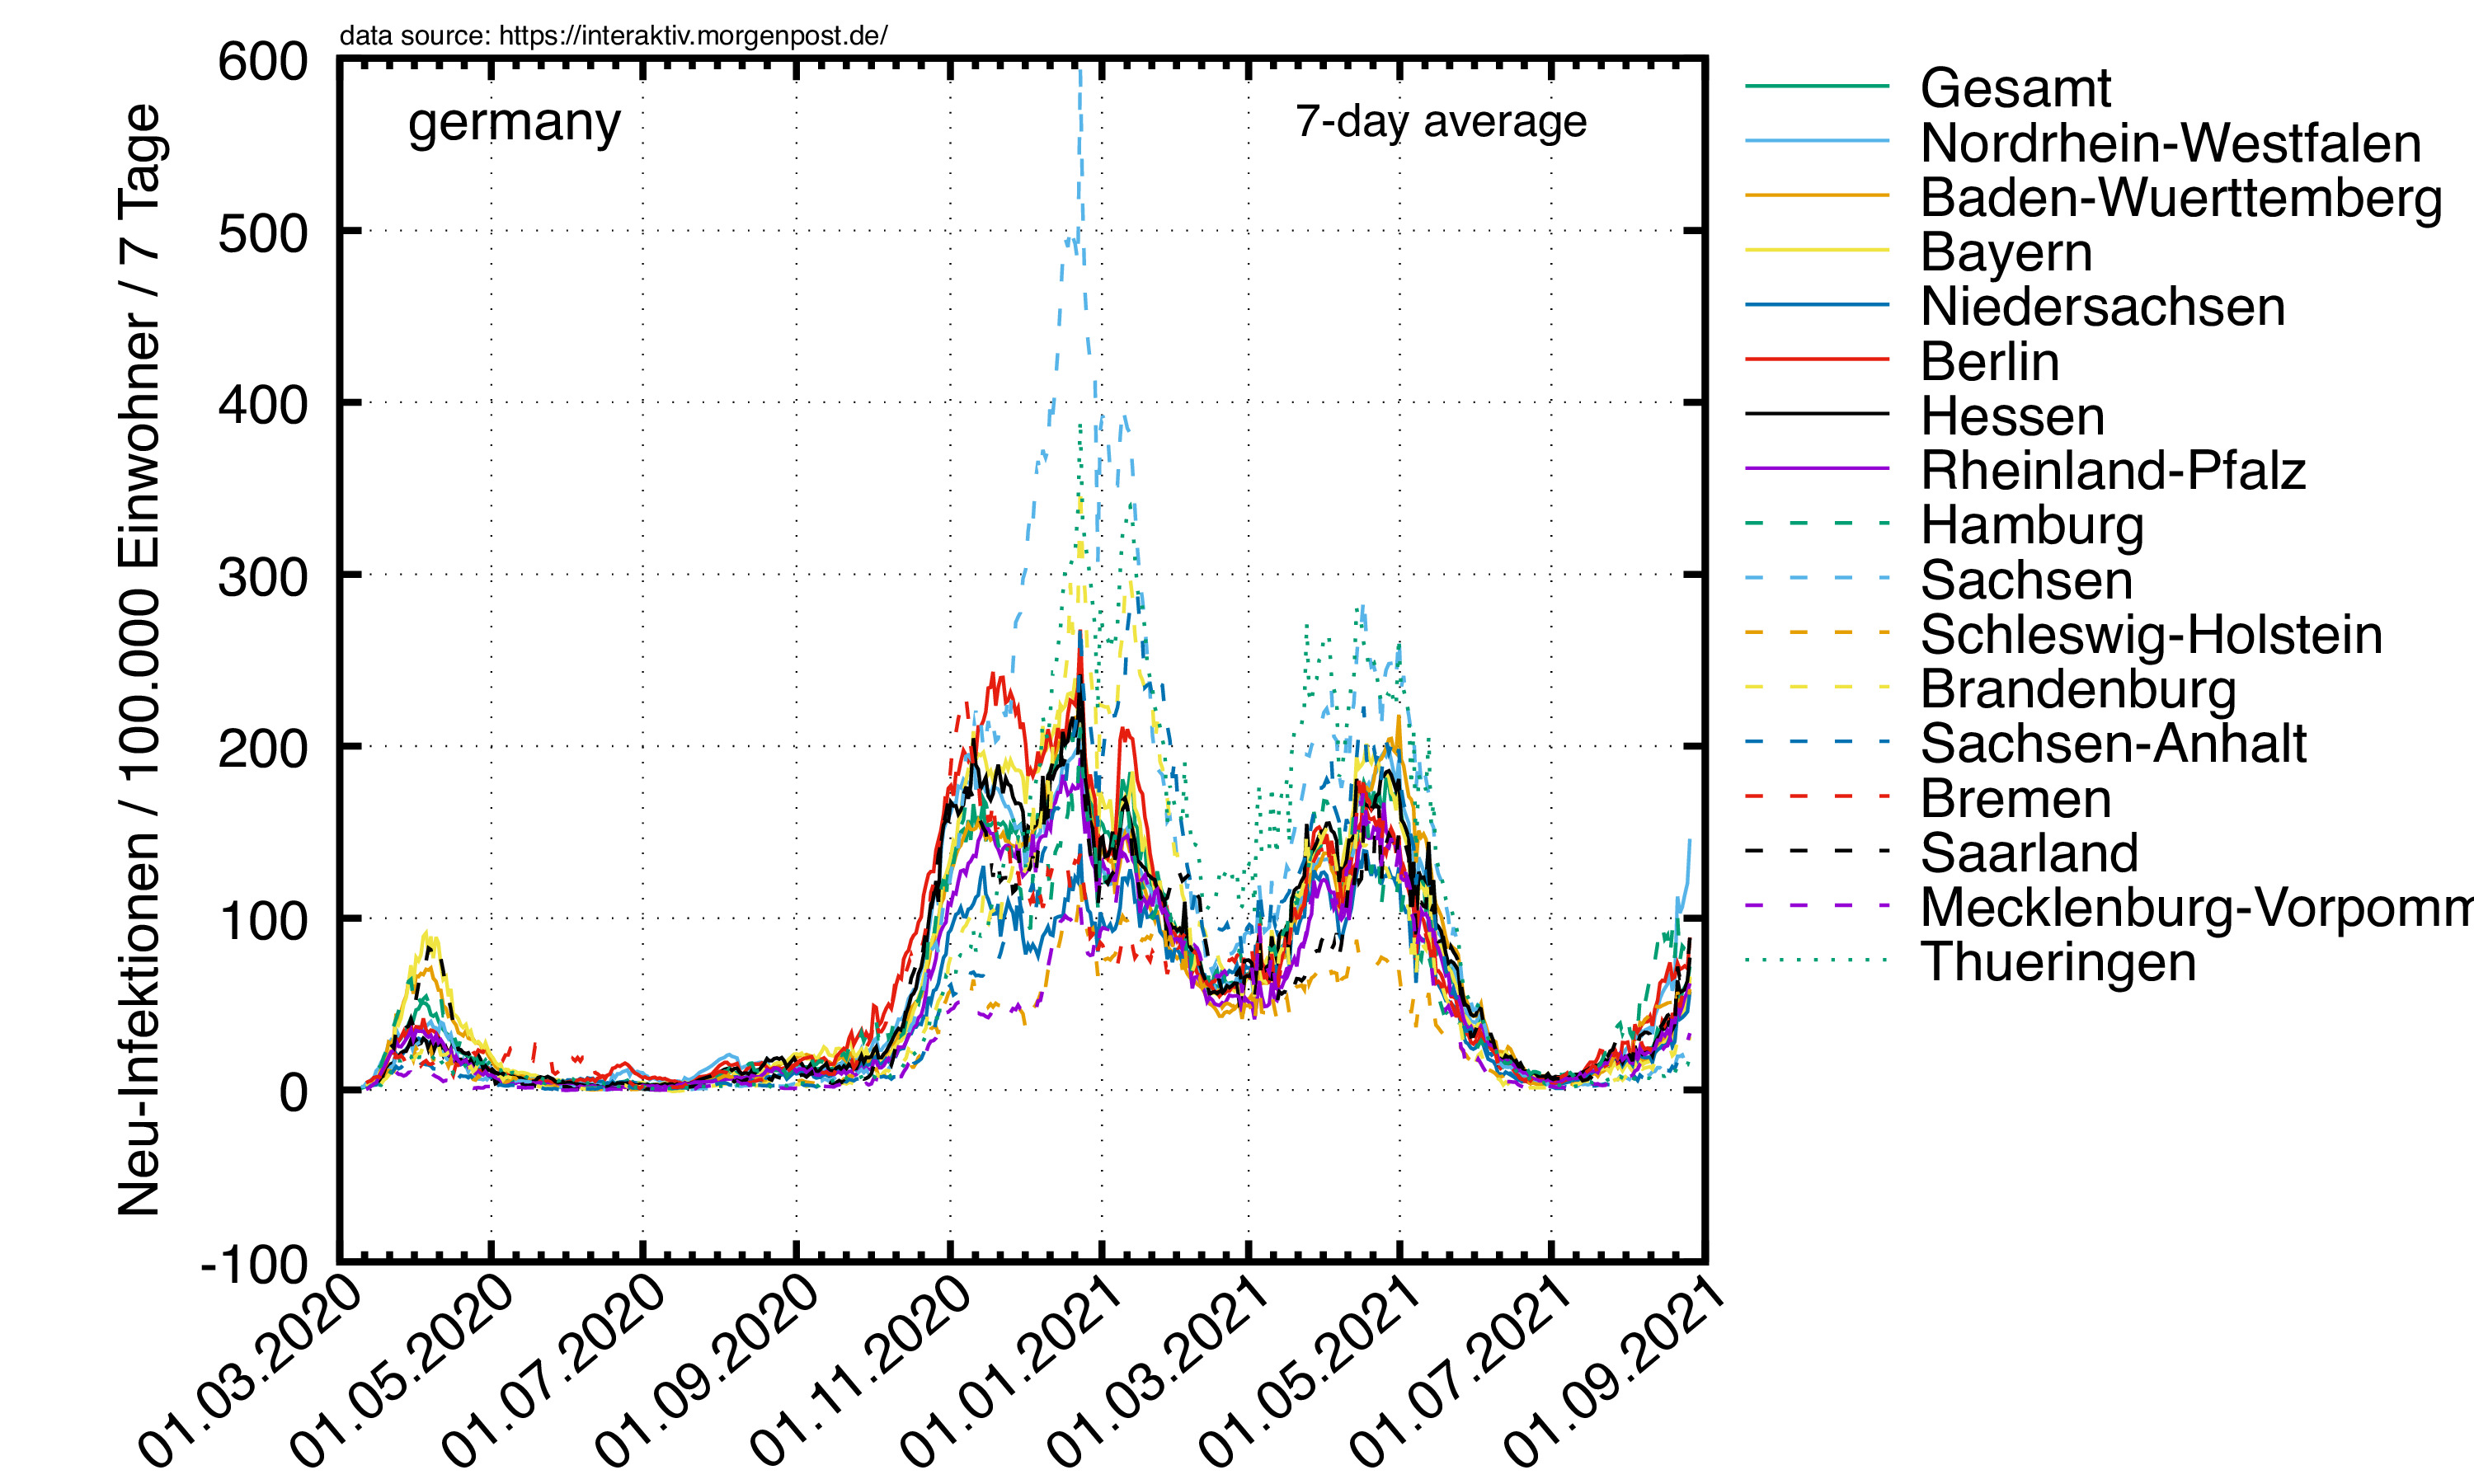 data source: https://interaktiv.morgenpost.de/
germany
7-day average
Neu-Infektionen / 100.000 Einwohner / 7 Tage
600
500
400
300
200
100
0
-100
01.03.2020
01.05.2020
01.07.2020
01.09.2020
01.11.2020
01.01.2021
01.03.2021
01.05.2021
01.07.2021
01.09.2021
Gesamt
Nordrhein-Westfalen
Baden-Wuerttemberg
Bayern
Niedersachsen
Berlin
Hessen
Rheinland-Pfalz
Hamburg
Sachsen
Schleswig-Holstein
Brandenburg
Sachsen-Anhalt
Bremen
Saarland
Mecklenburg-Vorpomm
Thueringen